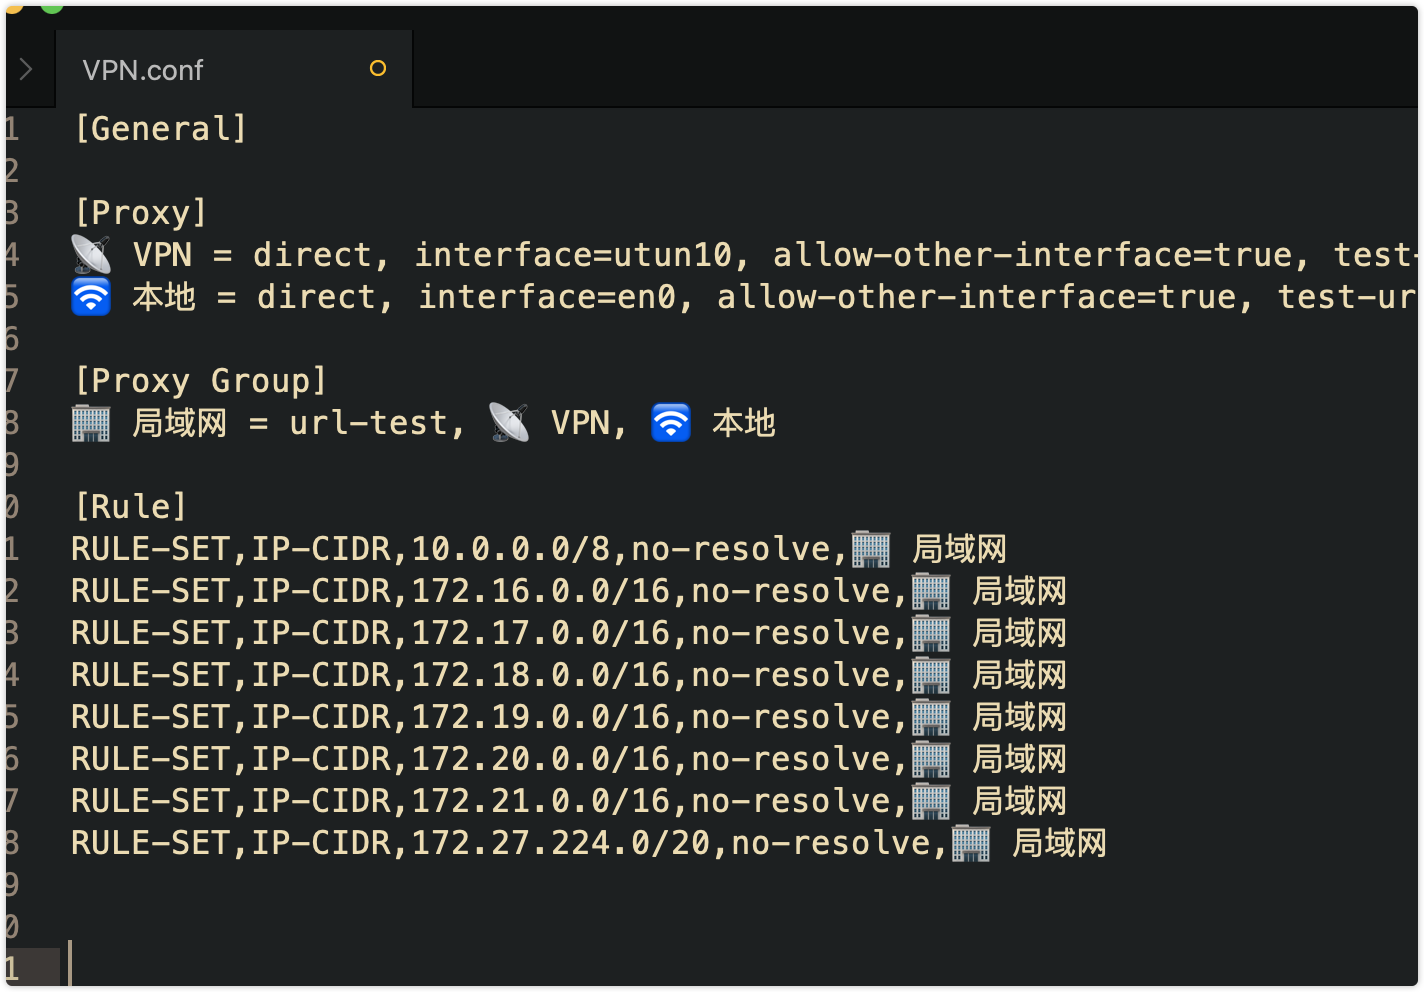 VPN.conf
1 [General]
2
3 [Proxy]
4 📡 VPN = direct, interface=utun10, allow-other-interface=true, test-
5 🛜 本地 = direct, interface=en0, allow-other-interface=true, test-ur
6
7 [Proxy Group]
8 🏢 局域网 = url-test, 📡 VPN, 🛜 本地
9
0 [Rule]
1 RULE-SET,IP-CIDR,10.0.0.0/8,no-resolve,🏢 局域网
2 RULE-SET,IP-CIDR,172.16.0.0/16,no-resolve,🏢 局域网
3 RULE-SET,IP-CIDR,172.17.0.0/16,no-resolve,🏢 局域网
4 RULE-SET,IP-CIDR,172.18.0.0/16,no-resolve,🏢 局域网
5 RULE-SET,IP-CIDR,172.19.0.0/16,no-resolve,🏢 局域网
6 RULE-SET,IP-CIDR,172.20.0.0/16,no-resolve,🏢 局域网
7 RULE-SET,IP-CIDR,172.21.0.0/16,no-resolve,🏢 局域网
8 RULE-SET,IP-CIDR,172.27.224.0/20,no-resolve,🏢 局域网
9
0
1